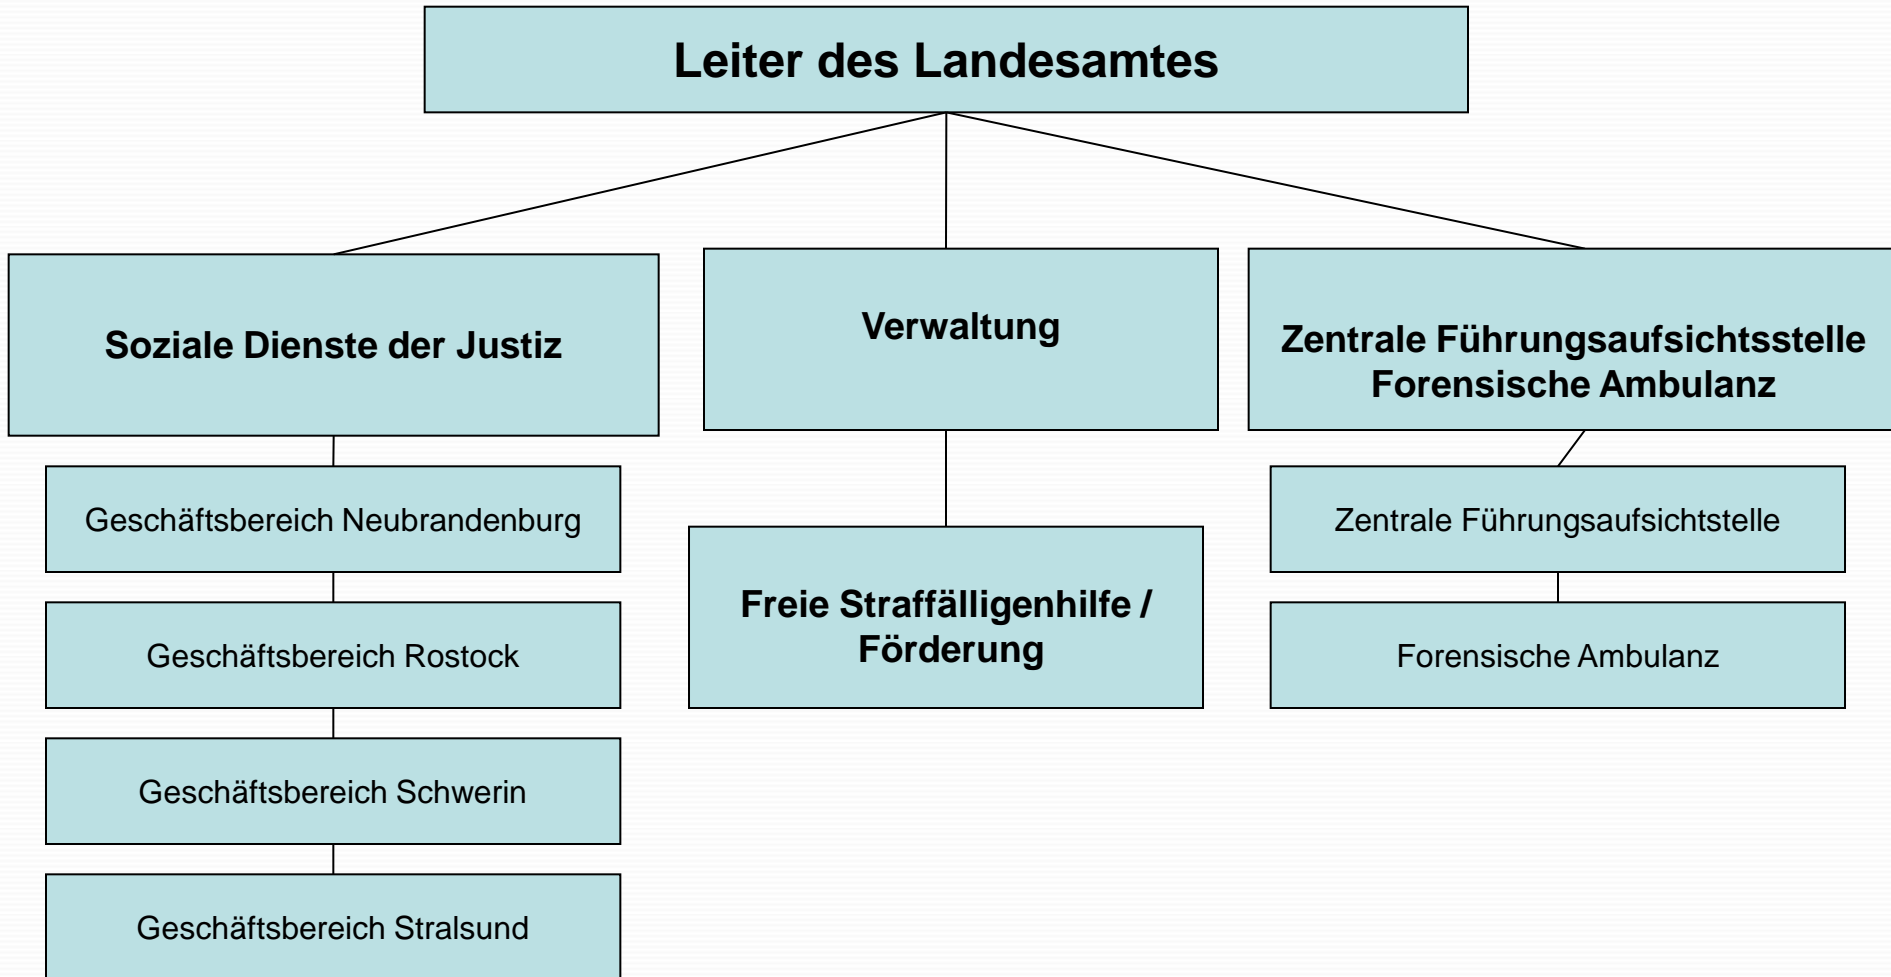 Leiter des Landesamtes
Soziale Dienste der Justiz
Verwaltung
Zentrale Führungsaufsichtsstelle
Forensische Ambulanz
Geschäftsbereich Neubrandenburg
Geschäftsbereich Rostock
Geschäftsbereich Schwerin
Geschäftsbereich Stralsund
Freie Straffälligenhilfe /
Förderung
Zentrale Führungsaufsichtstelle
Forensische Ambulanz